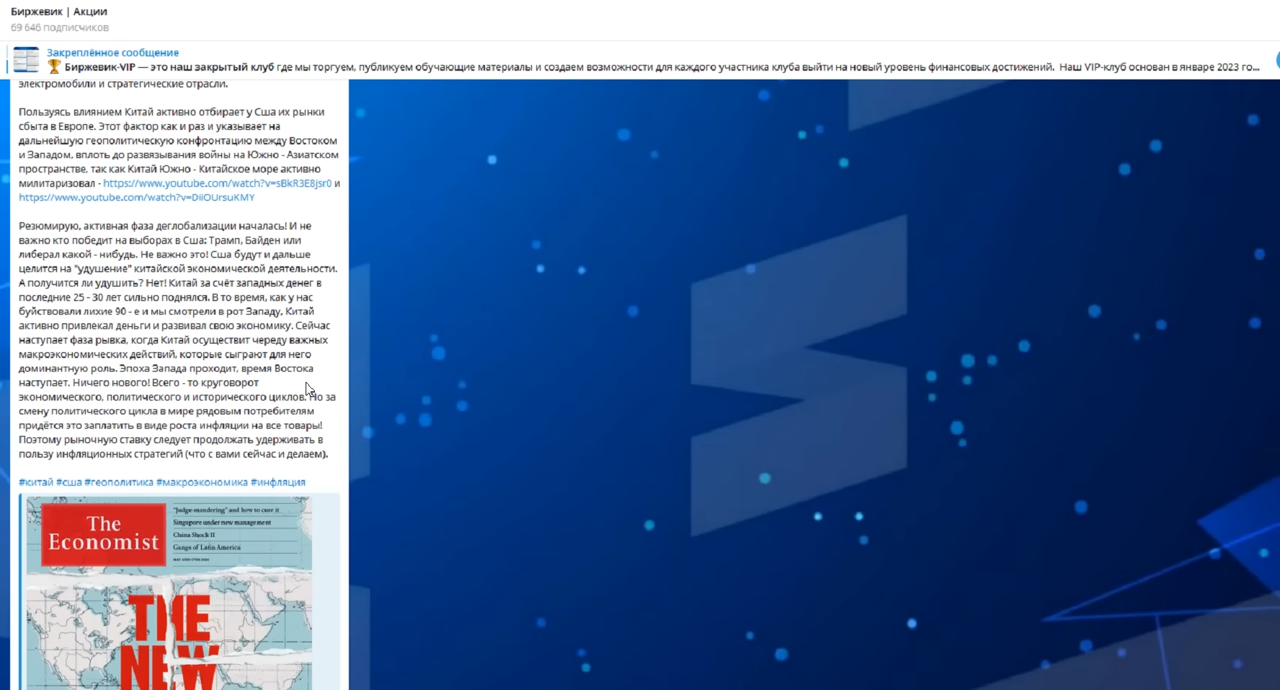 Биржевик | Акции
69 646 подписчиков
Закреплённое сообщение
🏆 Биржевик-VIP — это наш закрытый клуб где мы торгуем, публикуем обучающие материалы и создаем возможности для каждого участника клуба выйти на новый уровень финансовых достижений. Наш VIP-клуб основан в январе 2023 го...
электромобили и стратегические отрасли.
Пользуясь влиянием Китай активно отбирает у Сша их рынки
сбыта в Европе. Этот фактор как и раз и указывает на
дальнейшую геополитическую конфронтацию между Востоком
и Западом, вплоть до развязывания войны на Южно - Азиатском
пространстве, так как Китай Южно - Китайское море активно
милитаризовал - https://www.youtube.com/watch?v=sBkR3E8jsr0 и
https://www.youtube.com/watch?v=DiiOUrsuKMY
Резюмирую, активная фаза деглобализации началась! И не
важно кто победит на выборах в Сша: Трамп, Байден или
либерал какой - нибудь. Не важно это! Сша будут и дальше
целится на "удушение" китайской экономической деятельности.
А получится ли удушить? Нет! Китай за счёт западных денег в
последние 25 - 30 лет сильно поднялся. В то время, как у нас
буйствовали лихие 90 - е и мы смотрели в рот Западу, Китай
активно привлекал деньги и развивал свою экономику. Сейчас
наступает фаза рывка, когда Китай осуществит череду важных
макроэкономических действий, которые сыграют для него
доминантную роль. Эпоха Запада проходит, время Востока
наступает. Ничего нового! Всего - то круговорот
экономического, политического и исторического циклов. Но за
смену политического цикла в мире рядовым потребителям
придётся это заплатить в виде роста инфляции на все товары!
Поэтому рыночную ставку следует продолжать удерживать в
пользу инфляционных стратегий (что с вами сейчас и делаем).
#китай #сша #геополитика #макроэкономика #инфляция
The
Economist
"Judge-mandering" and how to cure it
Singapore under new management
China Shock II
Gangs of Latin America
THE
NEW